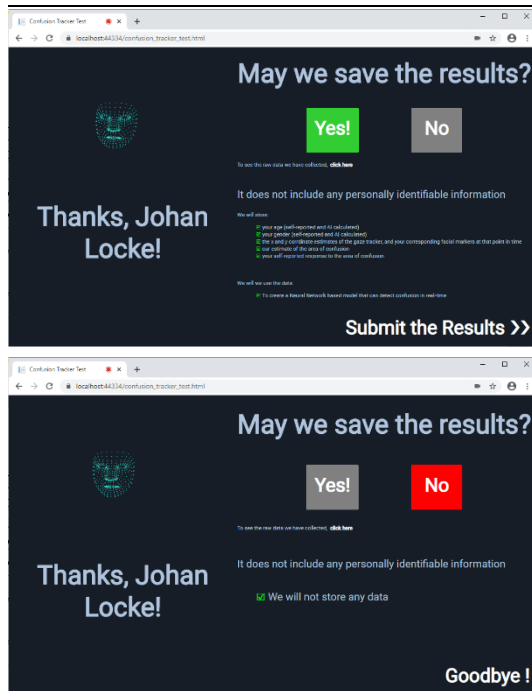 Confusion Tracker Test
localhost:44334/confusion_tracker_test.html
May we save the results?
Yes!
No
To see the raw data we have collected, click here
It does not include any personally identifiable information
Thanks, Johan
Locke!
We will store:
your age (self-reported and AI calculated)
your gender (self-reported and AI calculated)
the x and y coordinate estimates of the gaze tracker, and your corresponding facial markers at that point in time
our estimate of the area of confusion
your self-reported response to the area of confusion
We will we use the data:
To create a Neural Network based model that can detect confusion in real-time
Submit the Results >>
Confusion Tracker Test
localhost:44334/confusion_tracker_test.html
May we save the results?
Yes!
No
To see the raw data we have collected, click here
It does not include any personally identifiable information
Thanks, Johan
Locke!
We will not store any data
Goodbye !